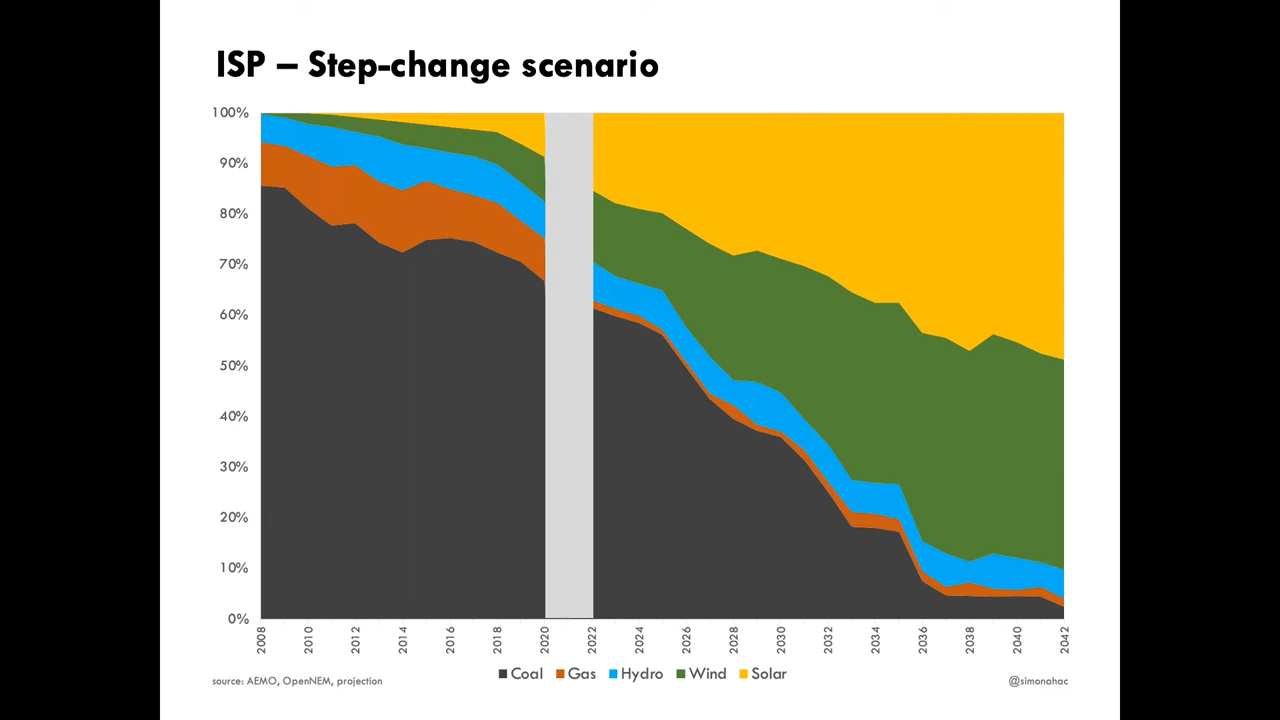 ISP – Step-change scenario
100%
90%
80%
70%
60%
50%
40%
30%
20%
10%
0%
2008 2010 2012 2014 2016 2018 2020 2022 2024 2026 2028 2030 2032 2034 2036 2038 2040 2042
Coal Gas Hydro Wind Solar
source: AEMO, OpenNEM, projection
@simonahac